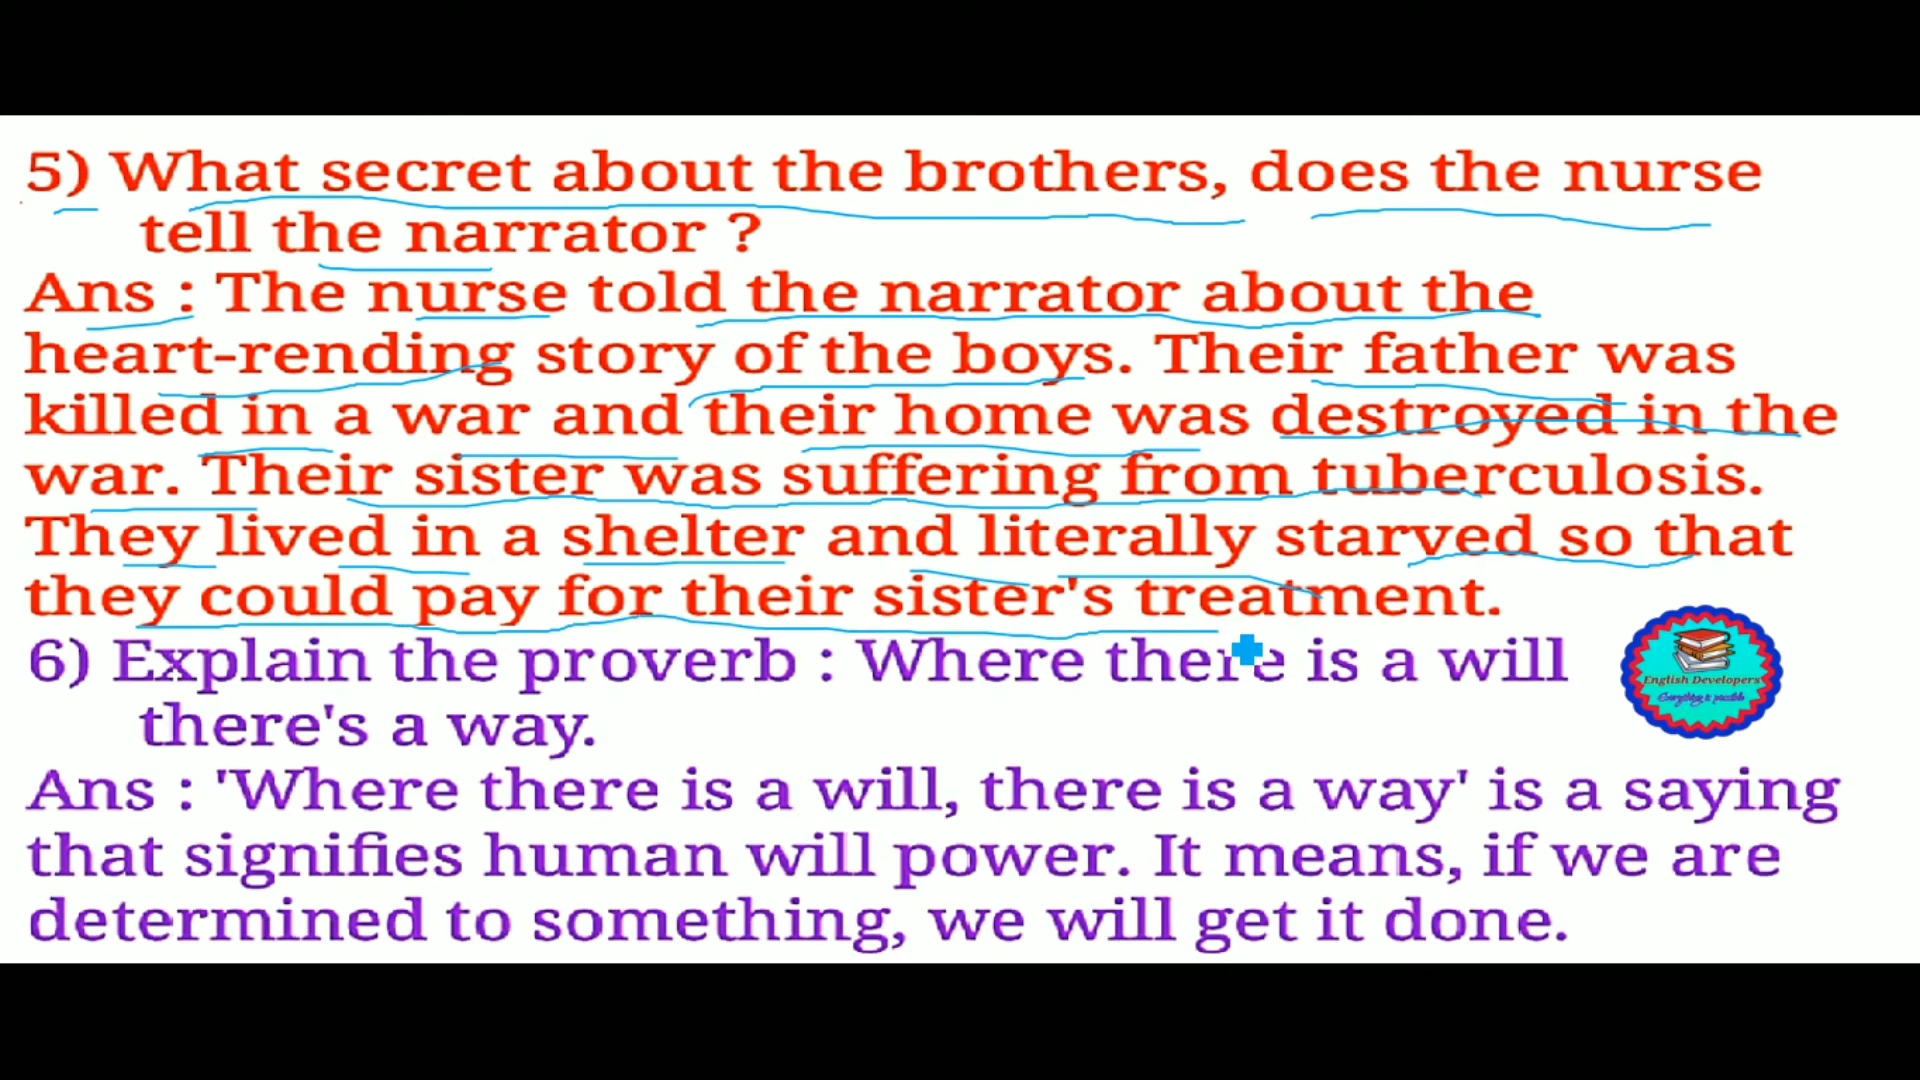 5) What secret about the brothers, does the nurse
tell the narrator ?
Ans : The nurse told the narrator about the
heart-rending story of the boys. Their father was
killed in a war and their home was destroyed in the
war. Their sister was suffering from tuberculosis.
They lived in a shelter and literally starved so that
they could pay for their sister's treatment.
6) Explain the proverb : Where there is a will
there's a way.
Ans : 'Where there is a will, there is a way' is a saying
that signifies human will power. It means, if we are
determined to something, we will get it done.
English Developers
Everything is possible